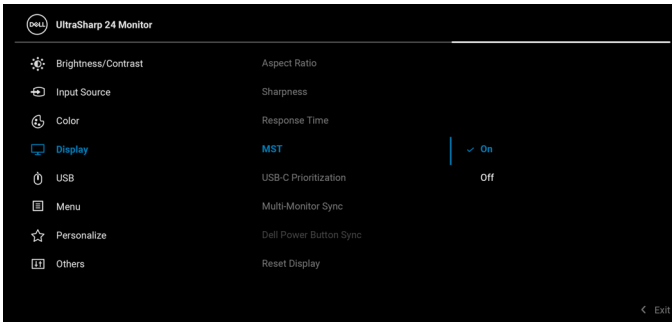 DELL UltraSharp 24 Monitor
Brightness/Contrast Aspect Ratio
Input Source Sharpness
Color Response Time
Display MST On
USB USB-C Prioritization Off
Menu Multi-Monitor Sync
Personalize Dell Power Button Sync
Others Reset Display
Exit